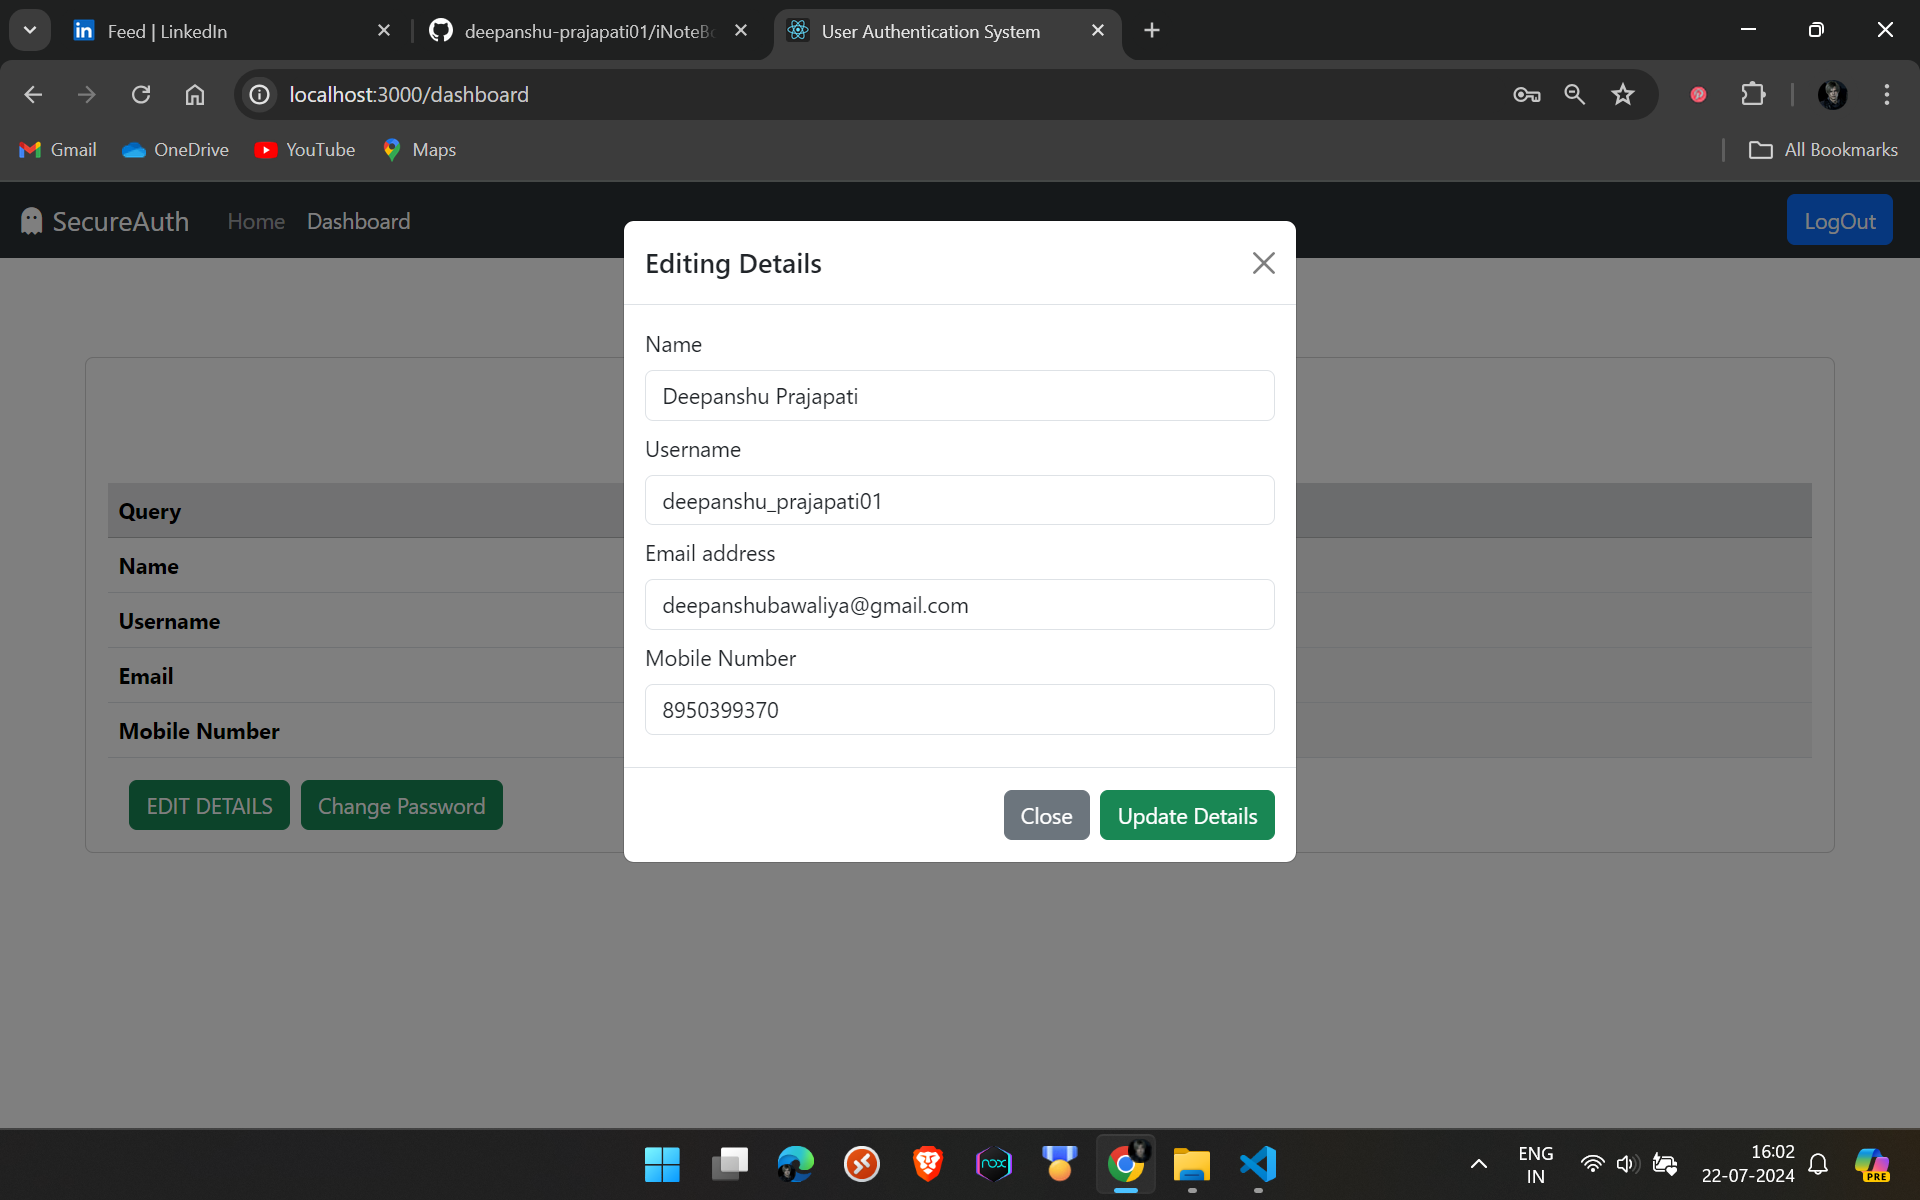 Feed | LinkedIn
deepanshu-prajapati01/iNoteBo
User Authentication System
localhost:3000/dashboard
Gmail
OneDrive
YouTube
Maps
All Bookmarks
SecureAuth
Home
Dashboard
LogOut
Editing Details
Name
Deepanshu Prajapati
Username
deepanshu_prajapati01
Email address
deepanshubawaliya@gmail.com
Mobile Number
8950399370
Close
Update Details
Query
Name
Username
Email
Mobile Number
EDIT DETAILS
Change Password
nox
ENG
IN
16:02
22-07-2024
PRE